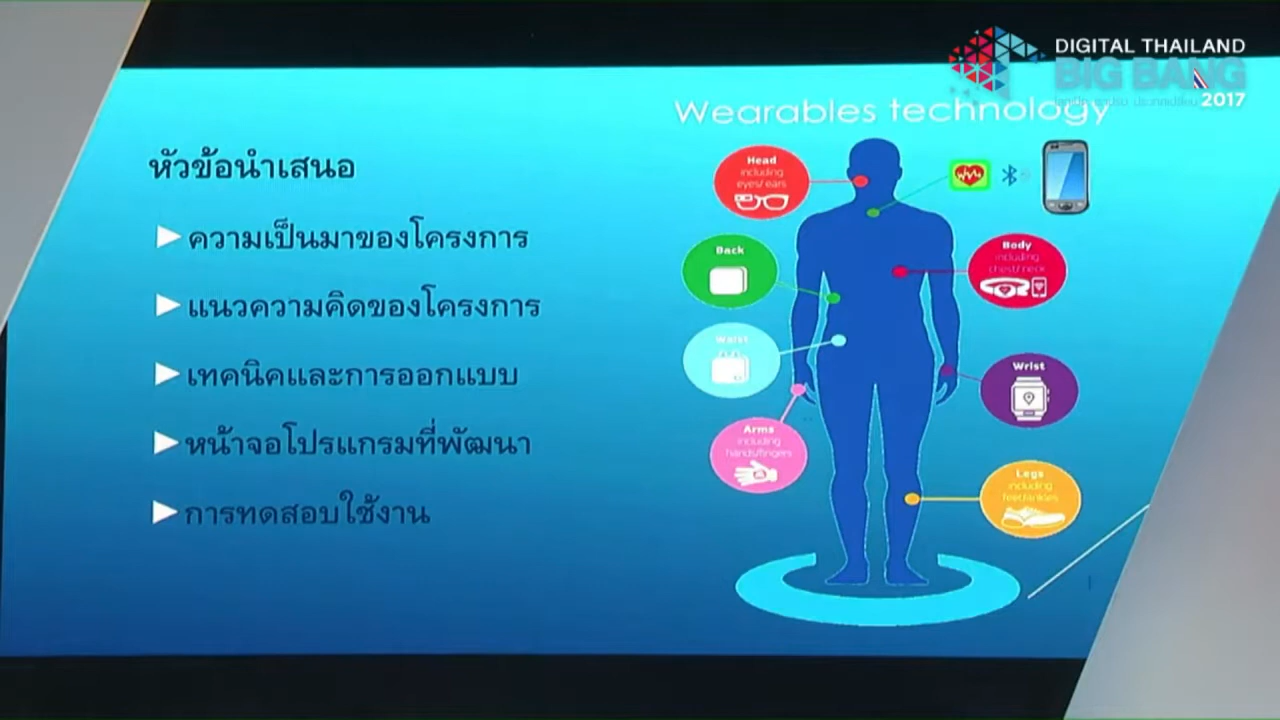 DIGITAL THAILAND
BIG BANG
2017
Wearables technology
หัวข้อนำเสนอ
ความเป็นมาของโครงการ
แนวความคิดของโครงการ
เทคนิคและการออกแบบ
หน้าจอโปรแกรมที่พัฒนา
การทดสอบใช้งาน
Head
including
eyes/ ears
Back
Waist
Arms
including
hands/fingers
Body
including
chest/ neck
Wrist
Legs
including
feet/ankles